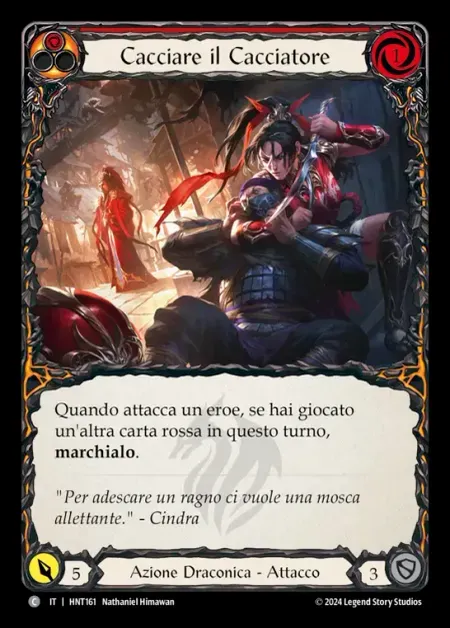 Cacciare il Cacciatore
1
Quando attacca un eroe, se hai giocato
un'altra carta rossa in questo turno,
marchialo.
"Per adescare un ragno ci vuole una mosca
allettante." - Cindra
5
Azione Draconica - Attacco
3
C IT | HNT161 Nathaniel Himawan
© 2024 Legend Story Studios